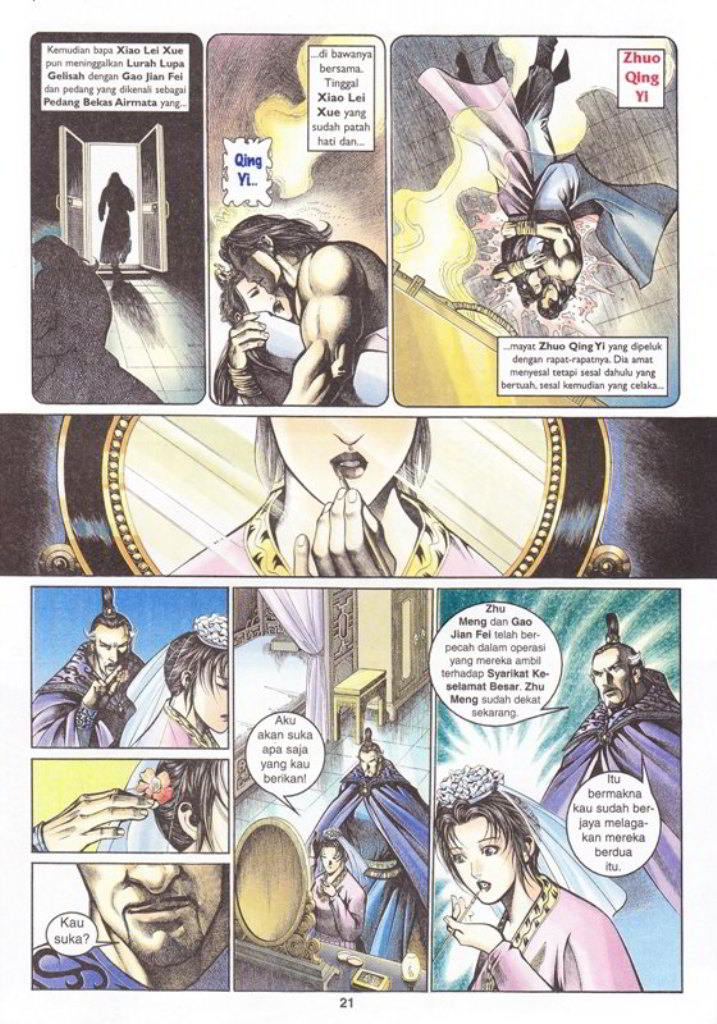 Kemudian bapa Xiao Lei Xue
pun meninggalkan Lurah Lupa
Gelisah dengan Gao Jian Fei
dan pedang yang dikenali sebagai
Pedang Bekas Airmata yang...
...di bawanya
bersama.
Tinggal
Xiao Lei
Xue yang
sudah patah
hati dan...
Qing
Yi..
Zhuo
Qing
Yi
...mayat Zhuo Qing Yi yang dipeluk
dengan rapat-rapatnya. Dia amat
menyesal tetapi sesal dahulu yang
bertuah, sesal kemudian yang celaka...
Kau
suka?
Aku
akan suka
apa saja
yang kau
berikan!
Zhu
Meng dan Gao
Jian Fei telah ber-
pecah dalam operasi
yang mereka ambil
terhadap Syarikat Ke-
selamat Besar. Zhu
Meng sudah dekat
sekarang.
Itu
bermakna
kau sudah ber-
jaya melaga-
kan mereka
berdua
itu.
21